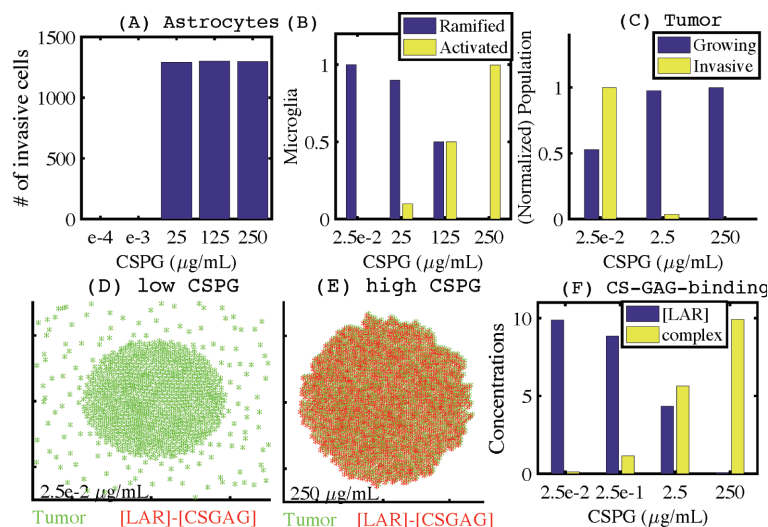 (A) Astrocytes
1500
1000
500
0
# of invasive cells
e-4 e-3 25 125 250
CSPG (μg/mL)
(B)
Ramified
Activated
1
0.5
0
Microglia
2.5e-2 25 125 250
CSPG (μg/mL)
(C) Tumor
Growing
Invasive
1
0.5
0
(Normalized) Population
2.5e-2 2.5 250
CSPG (μg/mL)
(D) low CSPG
2.5e-2 μg/mL
Tumor [LAR]-[CSGAG]
(E) high CSPG
250 μg/mL
Tumor [LAR]-[CSGAG]
(F) CS-GAG-binding
[LAR]
complex
10
5
0
Concentrations
2.5e-2 2.5e-1 2.5 250
CSPG (μg/mL)